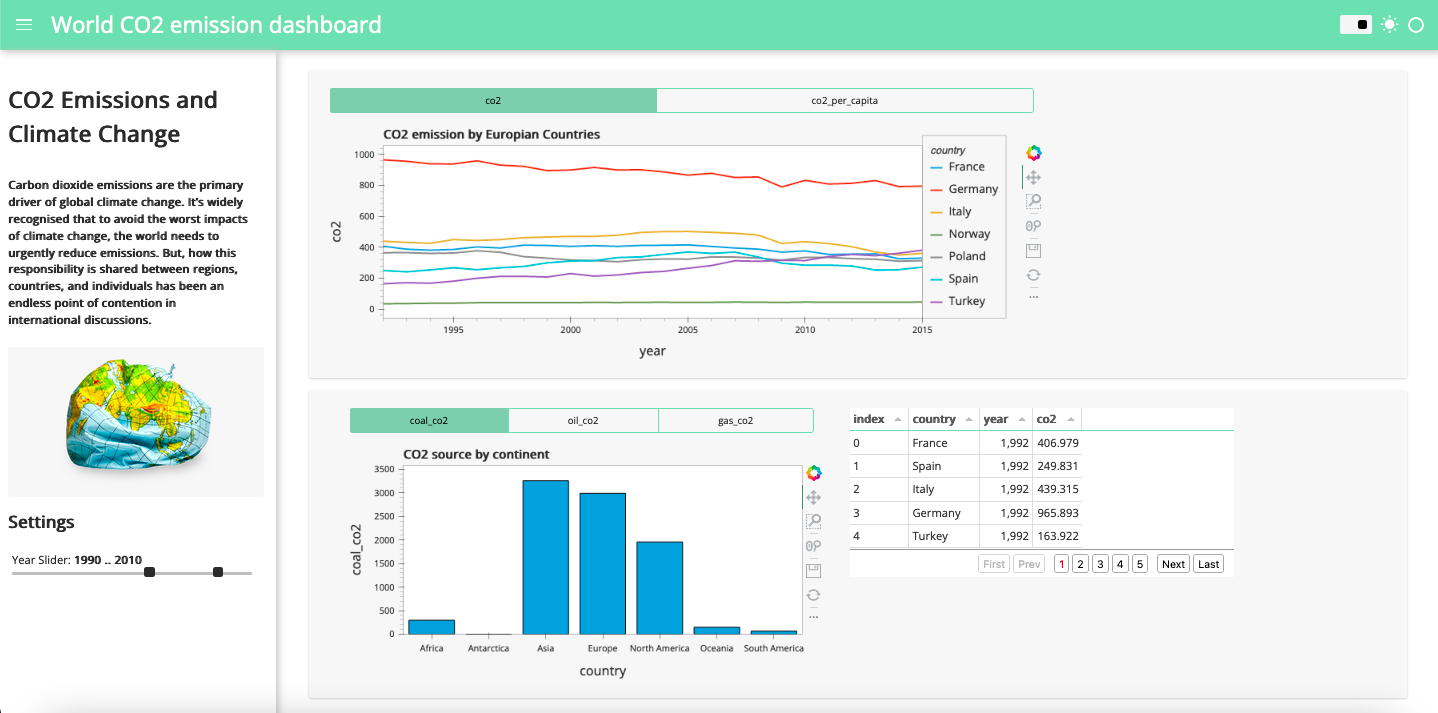 World CO2 emission dashboard
CO2 Emissions and
Climate Change
Carbon dioxide emissions are the primary
driver of global climate change. It's widely
recognised that to avoid the worst impacts
of climate change, the world needs to
urgently reduce emissions. But, how this
responsibility is shared between regions,
countries, and individuals has been an
endless point of contention in
international discussions.
Settings
Year Slider: 1990 .. 2010
co2 co2_per_capita
CO2 emission by Europian Countries
co2
1000
800
600
400
200
0
1995 2000 2005 2010 2015
year
country
France
Germany
Italy
Norway
Poland
Spain
Turkey
coal_co2 oil_co2 gas_co2
CO2 source by continent
coal_co2
3500
3000
2500
2000
1500
1000
500
0
Africa Antarctica Asia Europe North America Oceania South America
country
index country year co2
0 France 1,992 406.979
1 Spain 1,992 249.831
2 Italy 1,992 439.315
3 Germany 1,992 965.893
4 Turkey 1,992 163.922
First Prev 1 2 3 4 5 Next Last